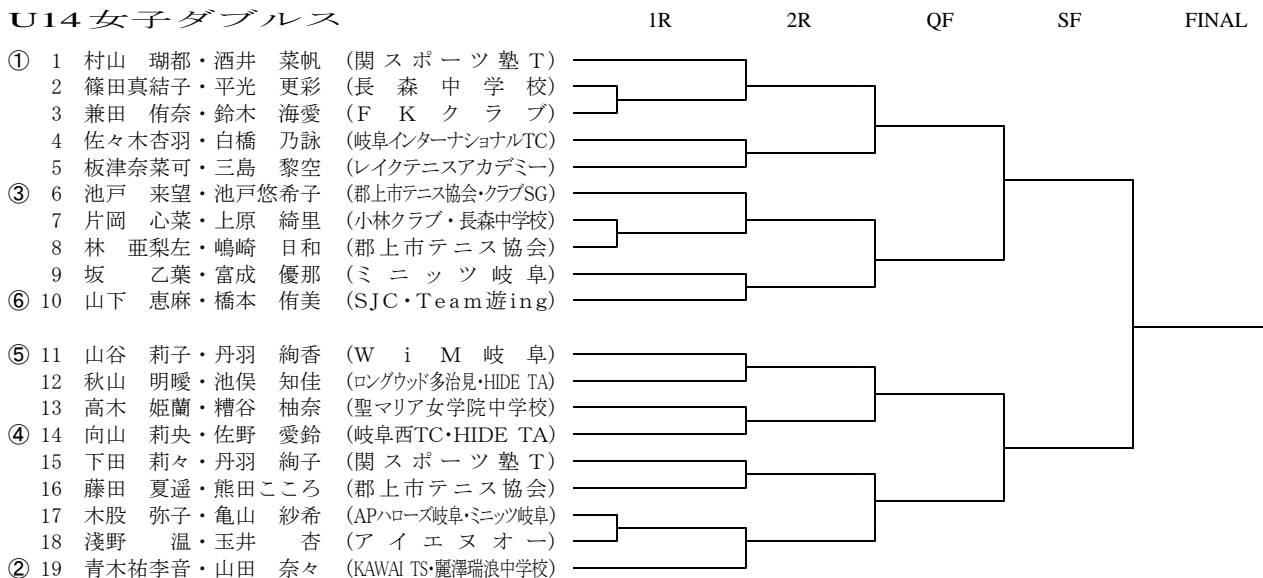 U14女子ダブルス 1R 2R QF SF FINAL
① 1 村山 瑚都・酒井 菜帆 (関スポーツ塾T)
2 篠田真結子・平光 更彩 (長森中学校)
3 兼田 侑奈・鈴木 海愛 (FKクラブ)
4 佐々木杏羽・白橋 乃詠 (岐阜インターナショナルTC)
5 板津奈菜可・三島 黎空 (レイクテニスアカデミー)
③ 6 池戸 来望・池戸悠希子 (郡上市テニス協会・クラブSG)
7 片岡 心菜・上原 綺里 (小林クラブ・長森中学校)
8 林 亜梨左・嶋崎 日和 (郡上市テニス協会)
9 坂 乙葉・富成 優那 (ミニッツ岐阜)
⑥ 10 山下 恵麻・橋本 侑美 (SJC・Team遊ing)
⑤ 11 山谷 莉子・丹羽 絢香 (WiM岐阜)
12 秋山 明曖・池俣 知佳 (ロングウッド多治見・HIDE TA)
13 高木 姫蘭・糟谷 柚奈 (聖マリア女学院中学校)
④ 14 向山 莉央・佐野 愛鈴 (岐阜西TC・HIDE TA)
15 下田 莉々・丹羽 絢子 (関スポーツ塾T)
16 藤田 夏遥・熊田こころ (郡上市テニス協会)
17 木股 弥子・亀山 紗希 (APハローズ岐阜・ミニッツ岐阜)
18 淺野 温・玉井 杏 (アイエヌオー)
② 19 青木祐李音・山田 奈々 (KAWAI TS・麗澤瑞浪中学校)